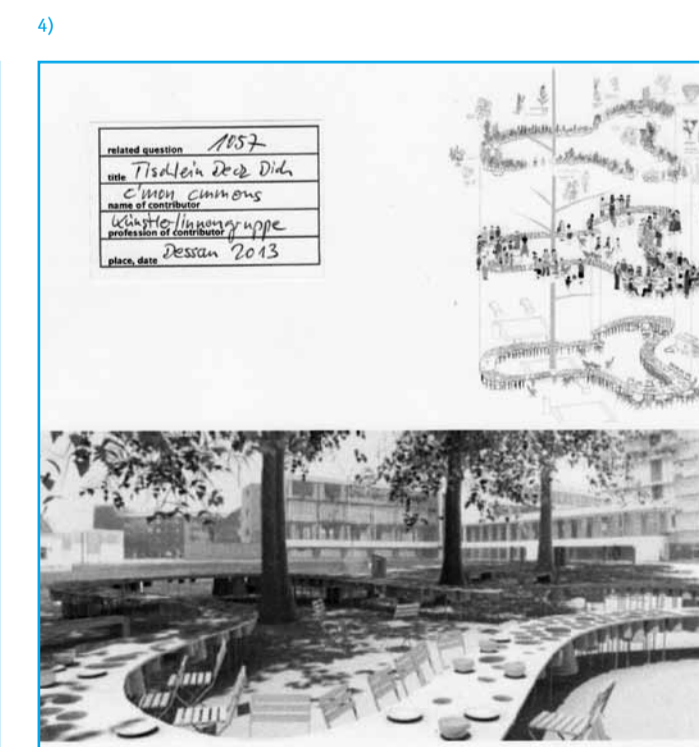 4)
related question 1057
title Tischlein Deck Dich
c'mon cmmons
name of contributor
Künstler/innengruppe
profession of contributor
place, date Dessau 2013